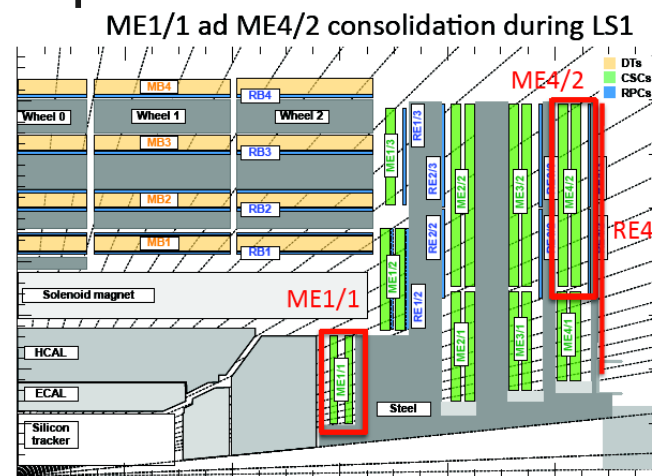 ME1/1 ad ME4/2 consolidation during LS1
ME4/2
DTs
CSCs
RPCs
MB4
RB4
Wheel 0
Wheel 1
Wheel 2
MB3
RB3
MB2
RB2
MB1
RB1
ME1/3
RE1/3
RE2/3
ME2/2
ME3/2
ME4/2
RE4
ME1/2
RE1/2
RE2/2
Solenoid magnet
ME1/1
ME2/1
ME3/1
ME4/1
HCAL
ME1/1
ECAL
Steel
Silicon
tracker